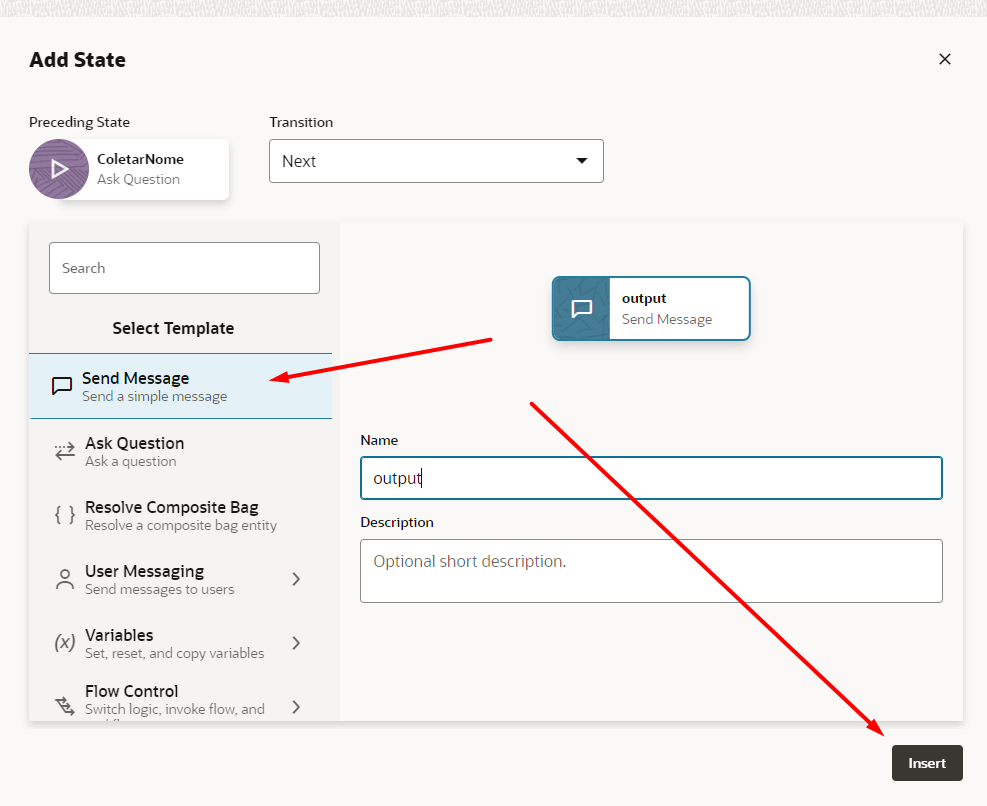 Add State
Preceding State
Transition
ColetarNome
Ask Question
Next
Search
Select Template
Send Message
Send a simple message
Ask Question
Ask a question
Resolve Composite Bag
Resolve a composite bag entity
User Messaging
Send messages to users
Variables
(x)
Set, reset, and copy variables
Flow Control
Switch logic, invoke flow, and
output
Send Message
Name
output
Description
Optional short description.
Insert